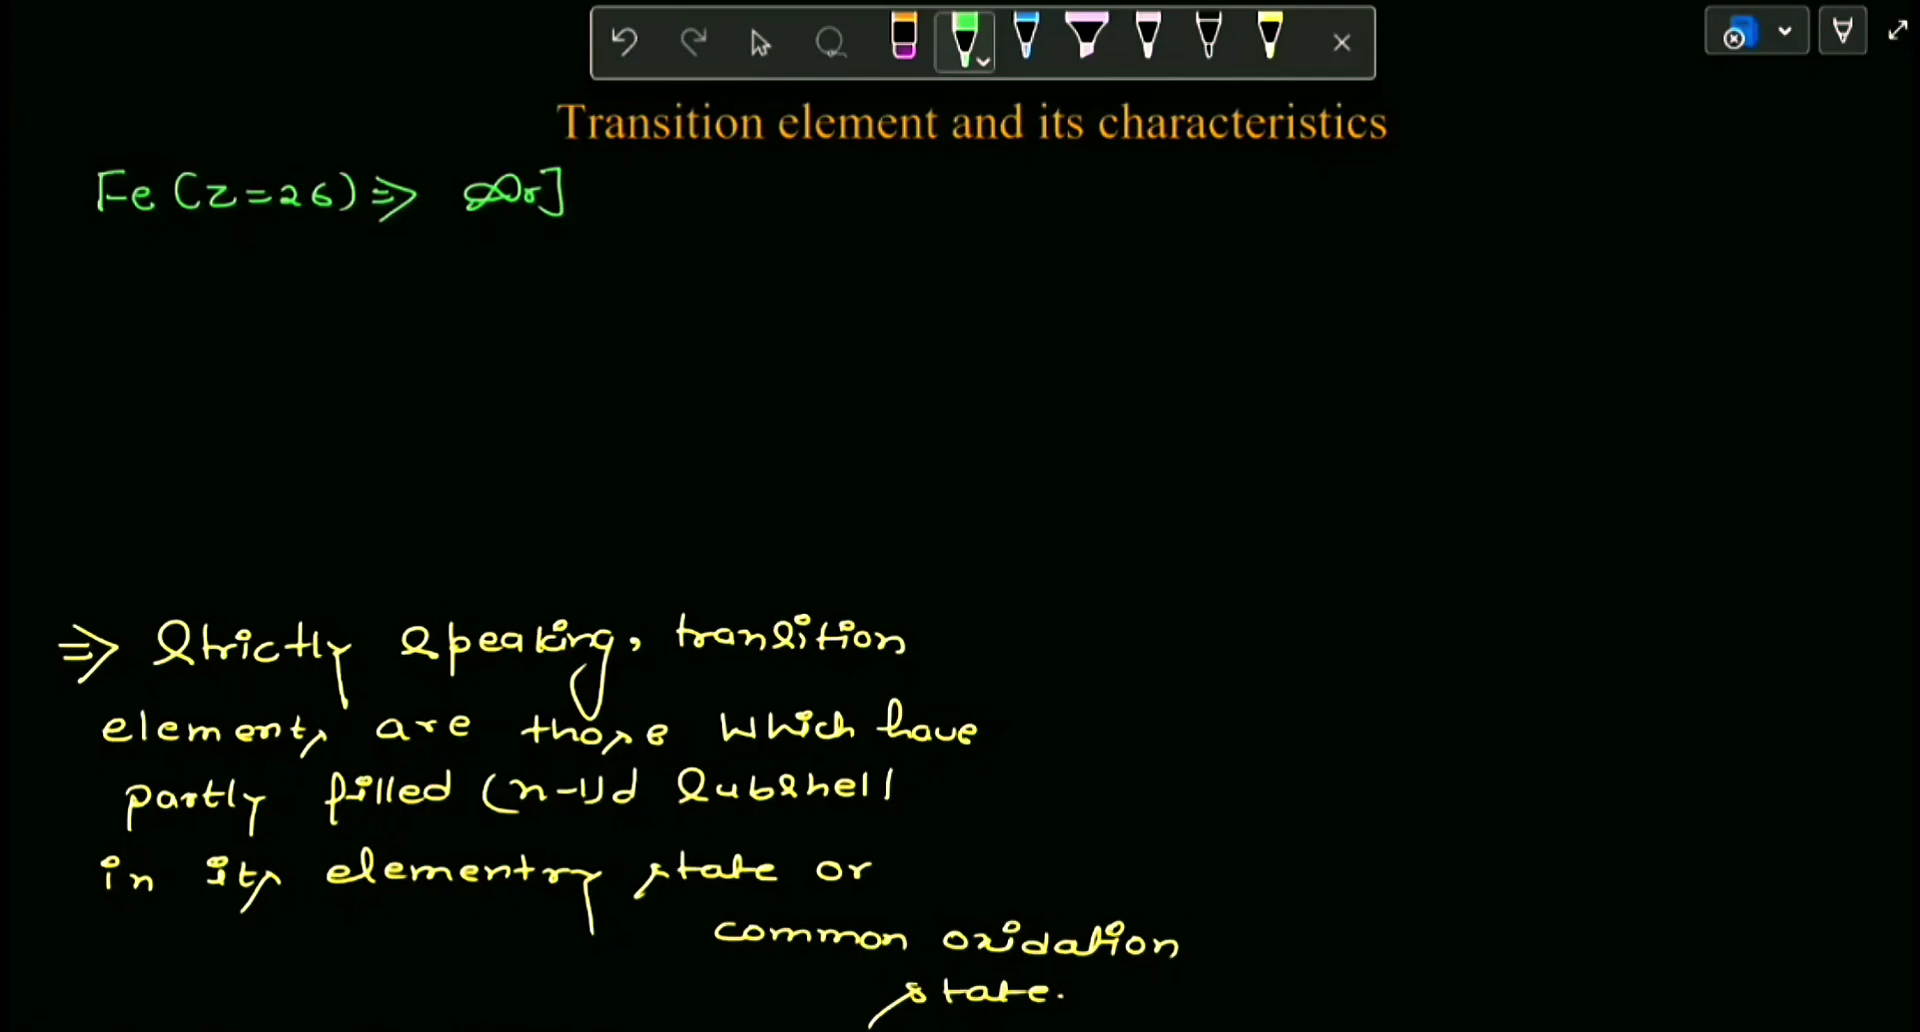 Transition element and its characteristics
Fe (Z=26) ⇒
⇒ Strictly speaking, transition
elements are those which have
partly filled (n-1)d subshell
in its elementry state or
common oxidation
state.